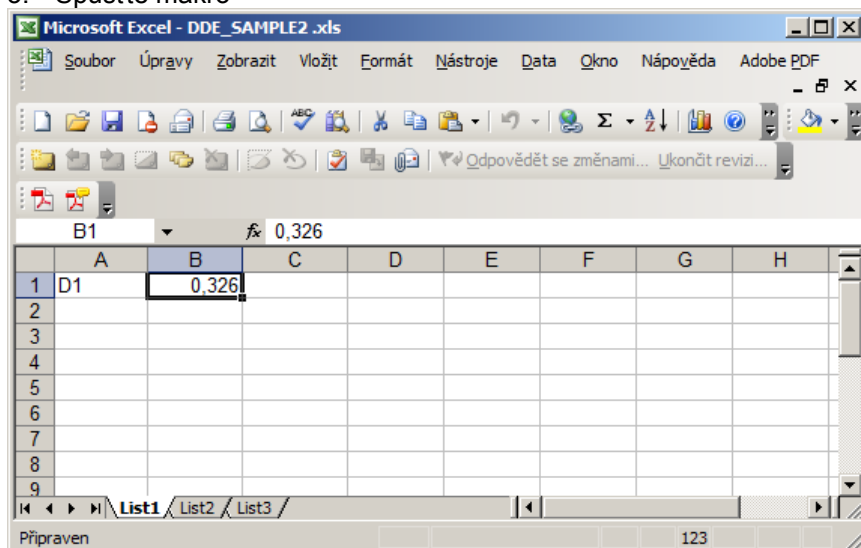 Microsoft Excel - DDE_SAMPLE2 .xls
Soubor Úpravy Zobrazit Vložit Formát Nástroje Data Okno Nápověda Adobe PDF
Odpovědět se změnami... Ukončit revizi...
B1 fx 0,326
A B C D E F G H
1 D1 0,326
2
3
4
5
6
7
8
9
List1 List2 List3
Připraven 123